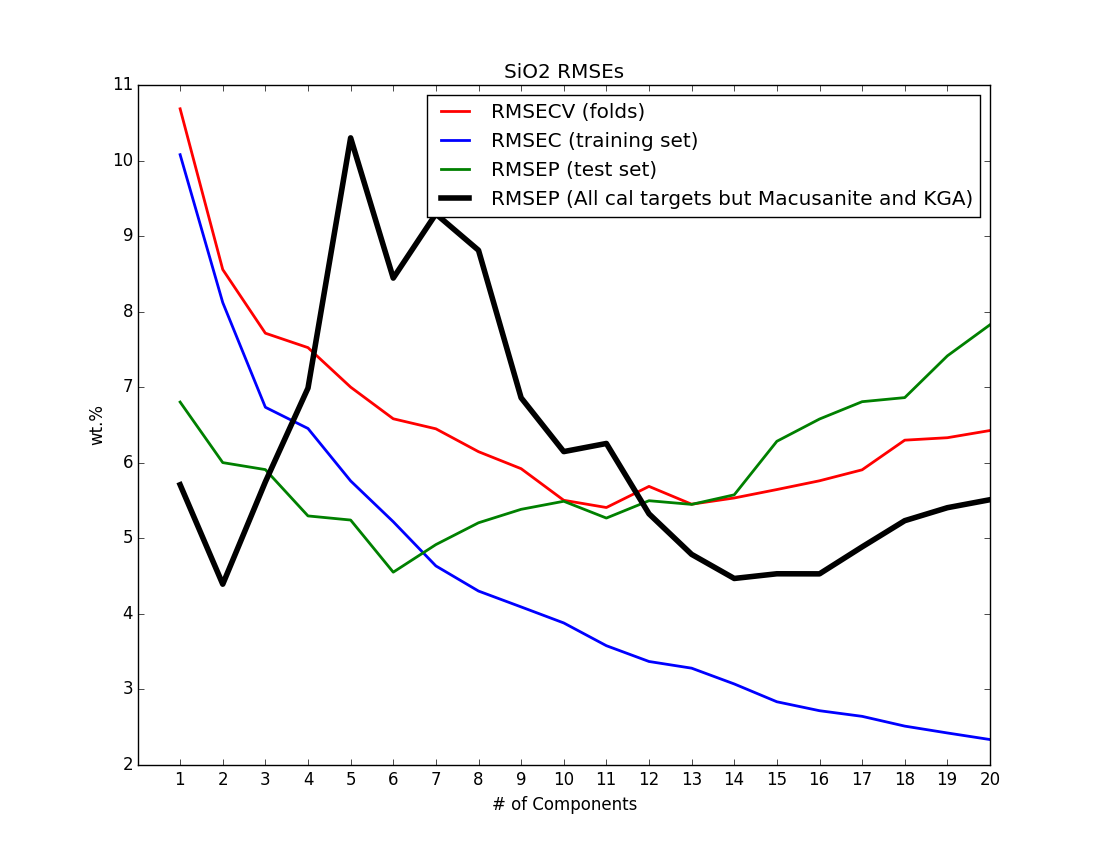 SiO2 RMSEs
RMSECV (folds)
RMSEC (training set)
RMSEP (test set)
RMSEP (All cal targets but Macusanite and KGA)
11
10
9
8
7
6
5
4
3
2
wt.%
1 2 3 4 5 6 7 8 9 10 11 12 13 14 15 16 17 18 19 20
# of Components